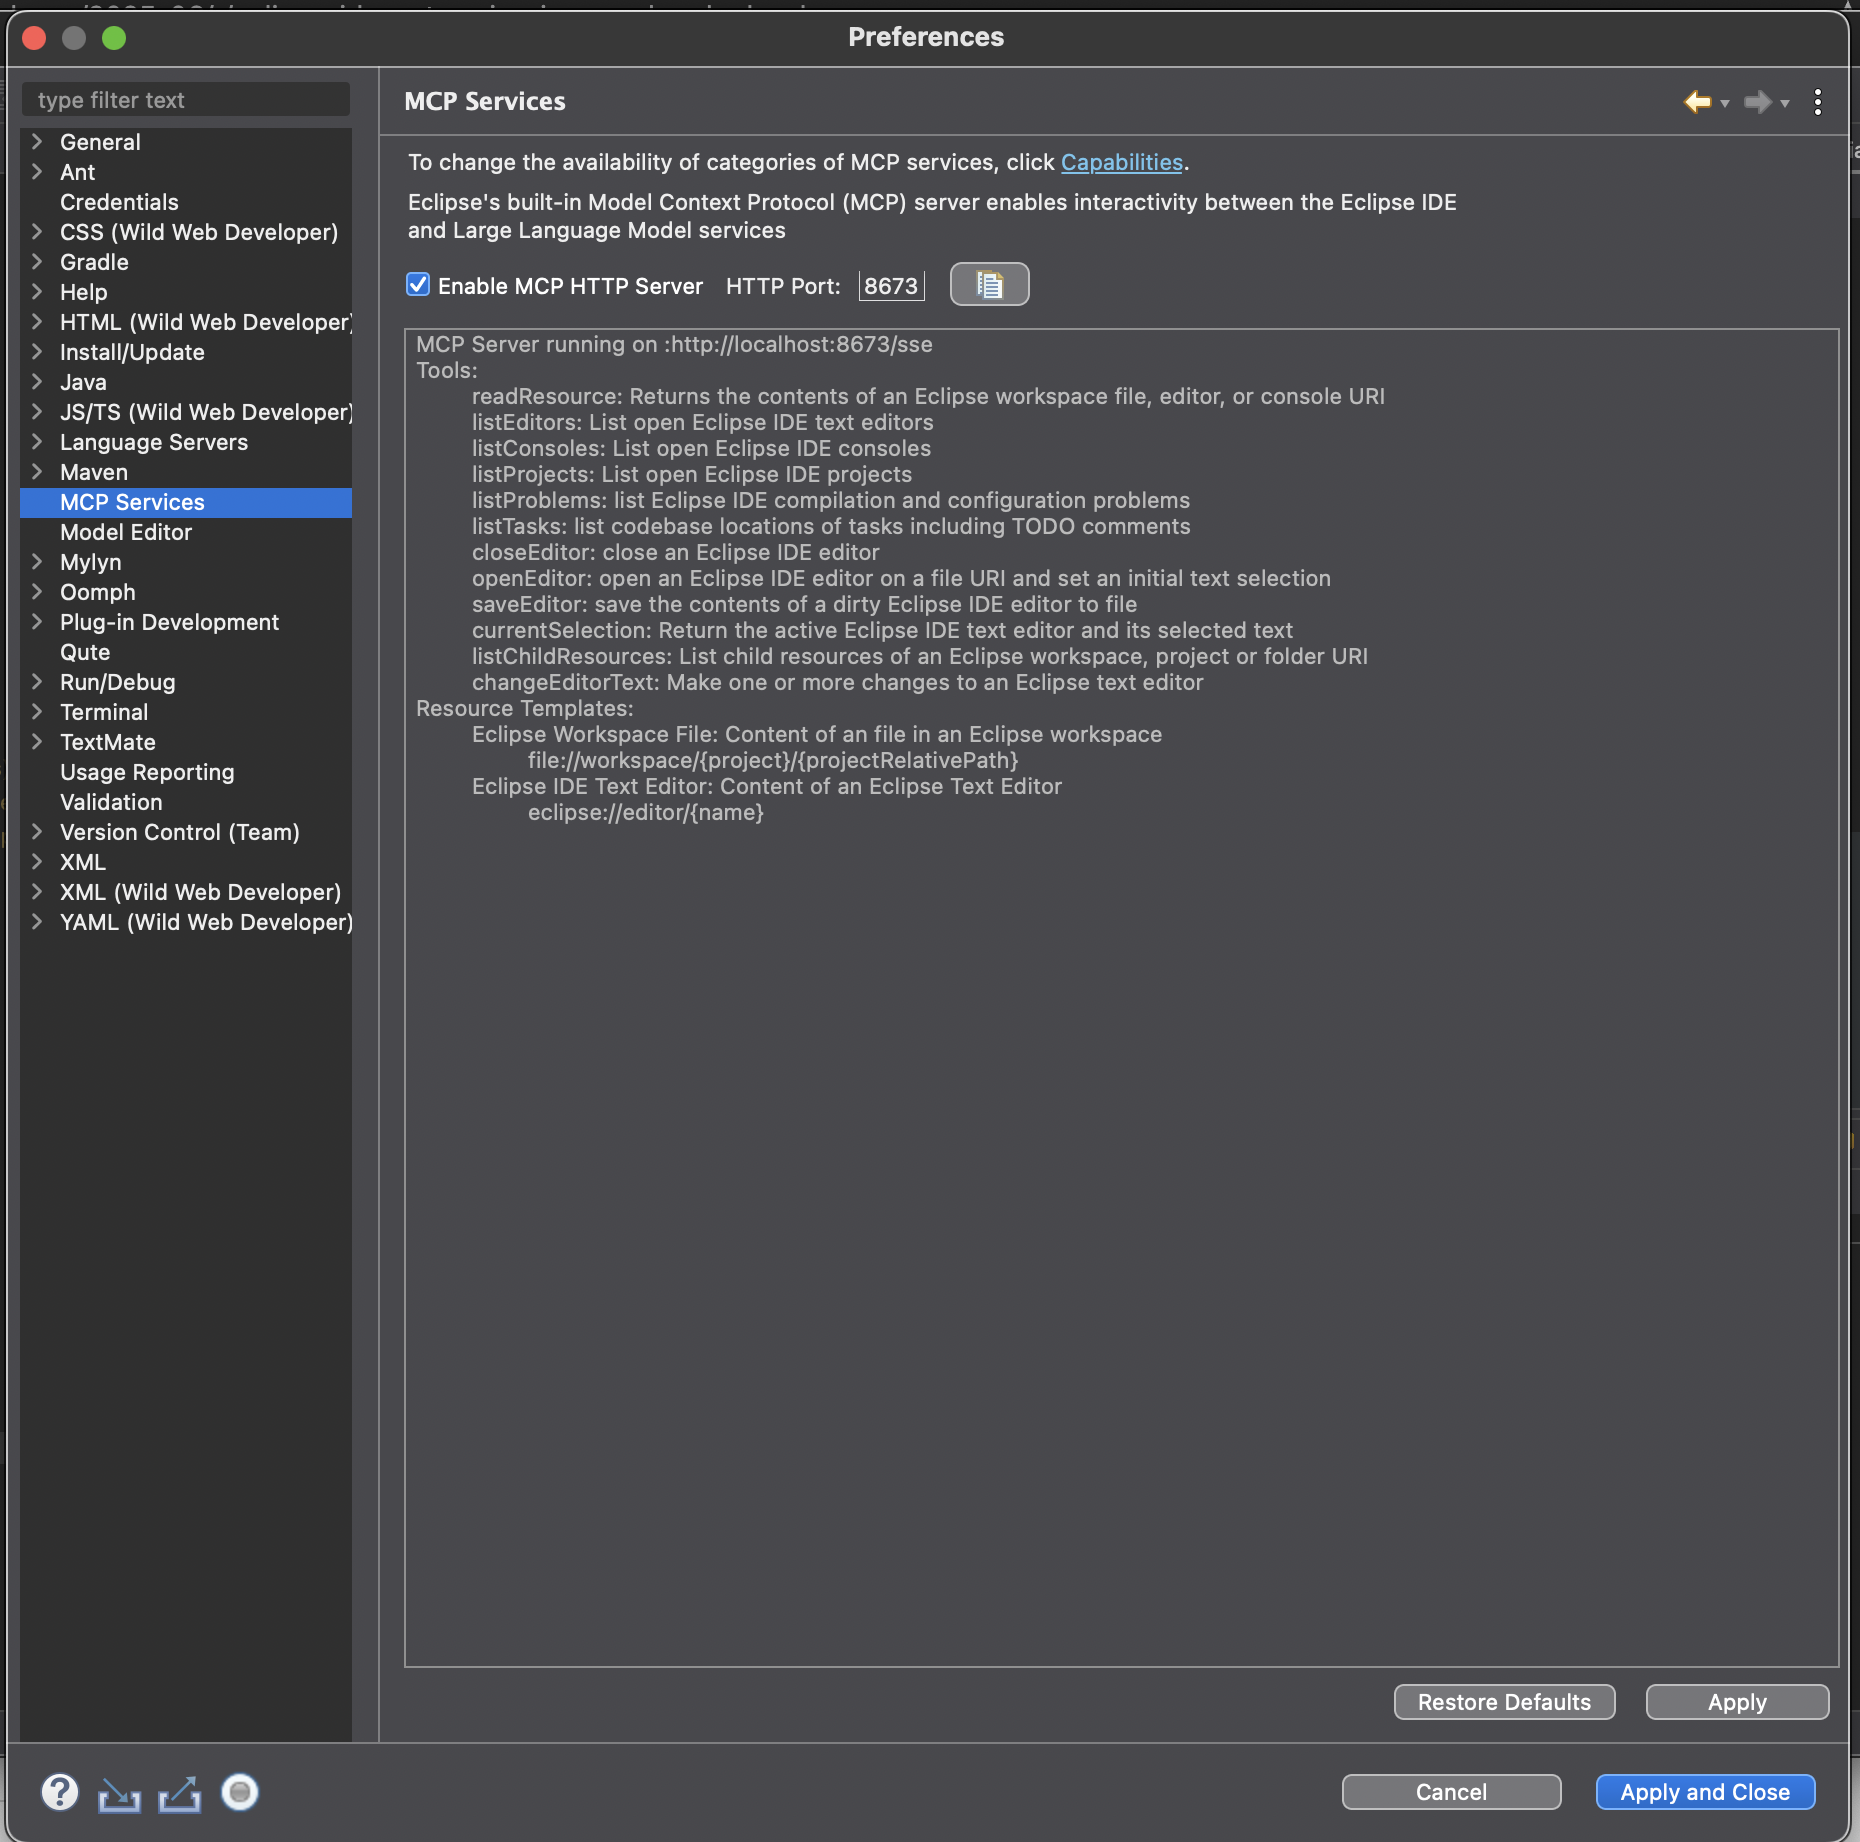 Preferences
type filter text
General
Ant
Credentials
CSS (Wild Web Developer)
Gradle
Help
HTML (Wild Web Developer)
Install/Update
Java
JS/TS (Wild Web Developer)
Language Servers
Maven
MCP Services
Model Editor
Mylyn
Oomph
Plug-in Development
Qute
Run/Debug
Terminal
TextMate
Usage Reporting
Validation
Version Control (Team)
XML
XML (Wild Web Developer)
YAML (Wild Web Developer)
MCP Services
To change the availability of categories of MCP services, click Capabilities.
Eclipse's built-in Model Context Protocol (MCP) server enables interactivity between the Eclipse IDE
and Large Language Model services
Enable MCP HTTP Server HTTP Port: 8673
MCP Server running on :http://localhost:8673/sse
Tools:
readResource: Returns the contents of an Eclipse workspace file, editor, or console URI
listEditors: List open Eclipse IDE text editors
listConsoles: List open Eclipse IDE consoles
listProjects: List open Eclipse IDE projects
listProblems: list Eclipse IDE compilation and configuration problems
listTasks: list codebase locations of tasks including TODO comments
closeEditor: close an Eclipse IDE editor
openEditor: open an Eclipse IDE editor on a file URI and set an initial text selection
saveEditor: save the contents of a dirty Eclipse IDE editor to file
currentSelection: Return the active Eclipse IDE text editor and its selected text
listChildResources: List child resources of an Eclipse workspace, project or folder URI
changeEditorText: Make one or more changes to an Eclipse text editor
Resource Templates:
Eclipse Workspace File: Content of an file in an Eclipse workspace
file://workspace/{project}/{projectRelativePath}
Eclipse IDE Text Editor: Content of an Eclipse Text Editor
eclipse://editor/{name}
Restore Defaults Apply
Cancel Apply and Close